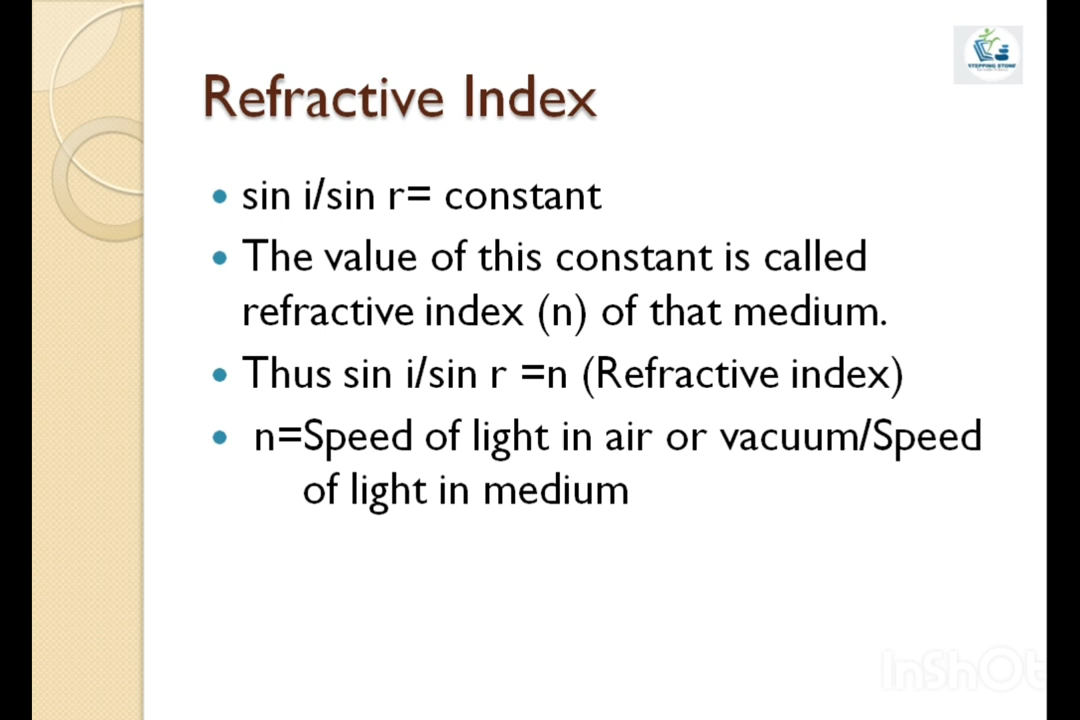 STEPPING STONE
Refractive Index
• sin i/sin r= constant
• The value of this constant is called
refractive index (n) of that medium.
• Thus sin i/sin r =n (Refractive index)
• n=Speed of light in air or vacuum/Speed
of light in medium
InShOt